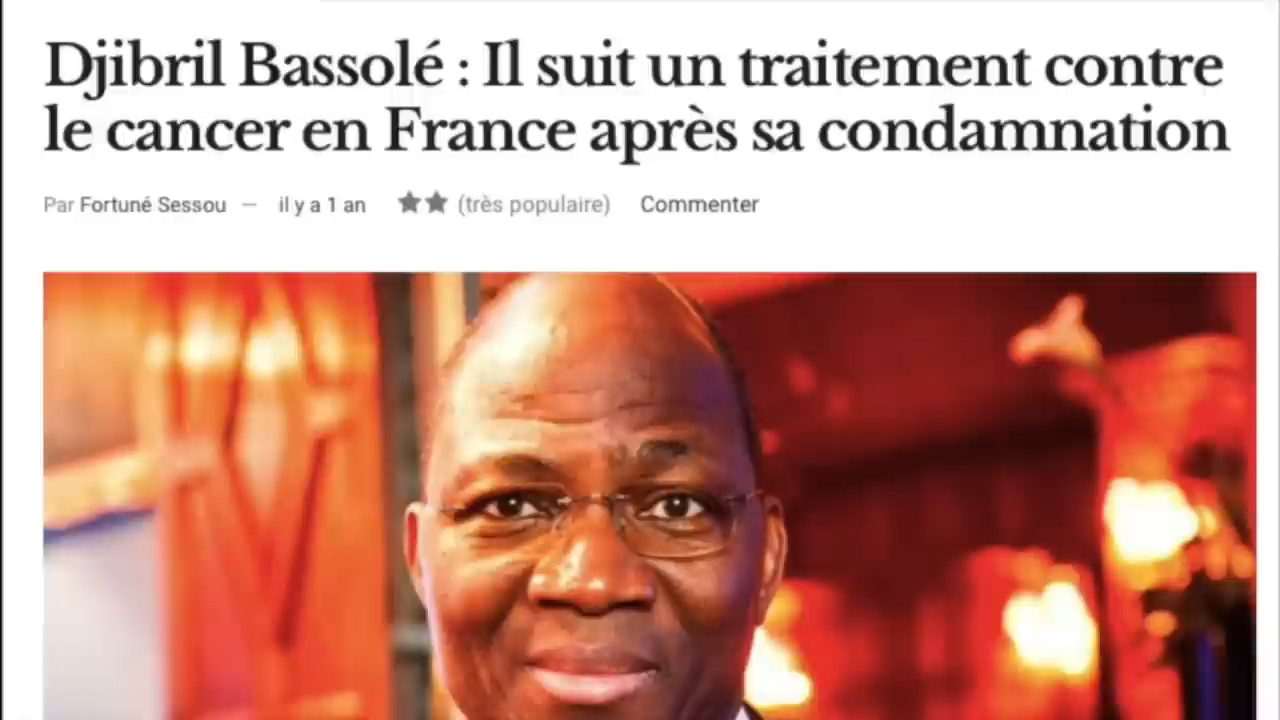 Djibril Bassolé : Il suit un traitement contre
le cancer en France après sa condamnation
Par Fortuné Sessou — il y a 1 an ★★ (très populaire) Commenter